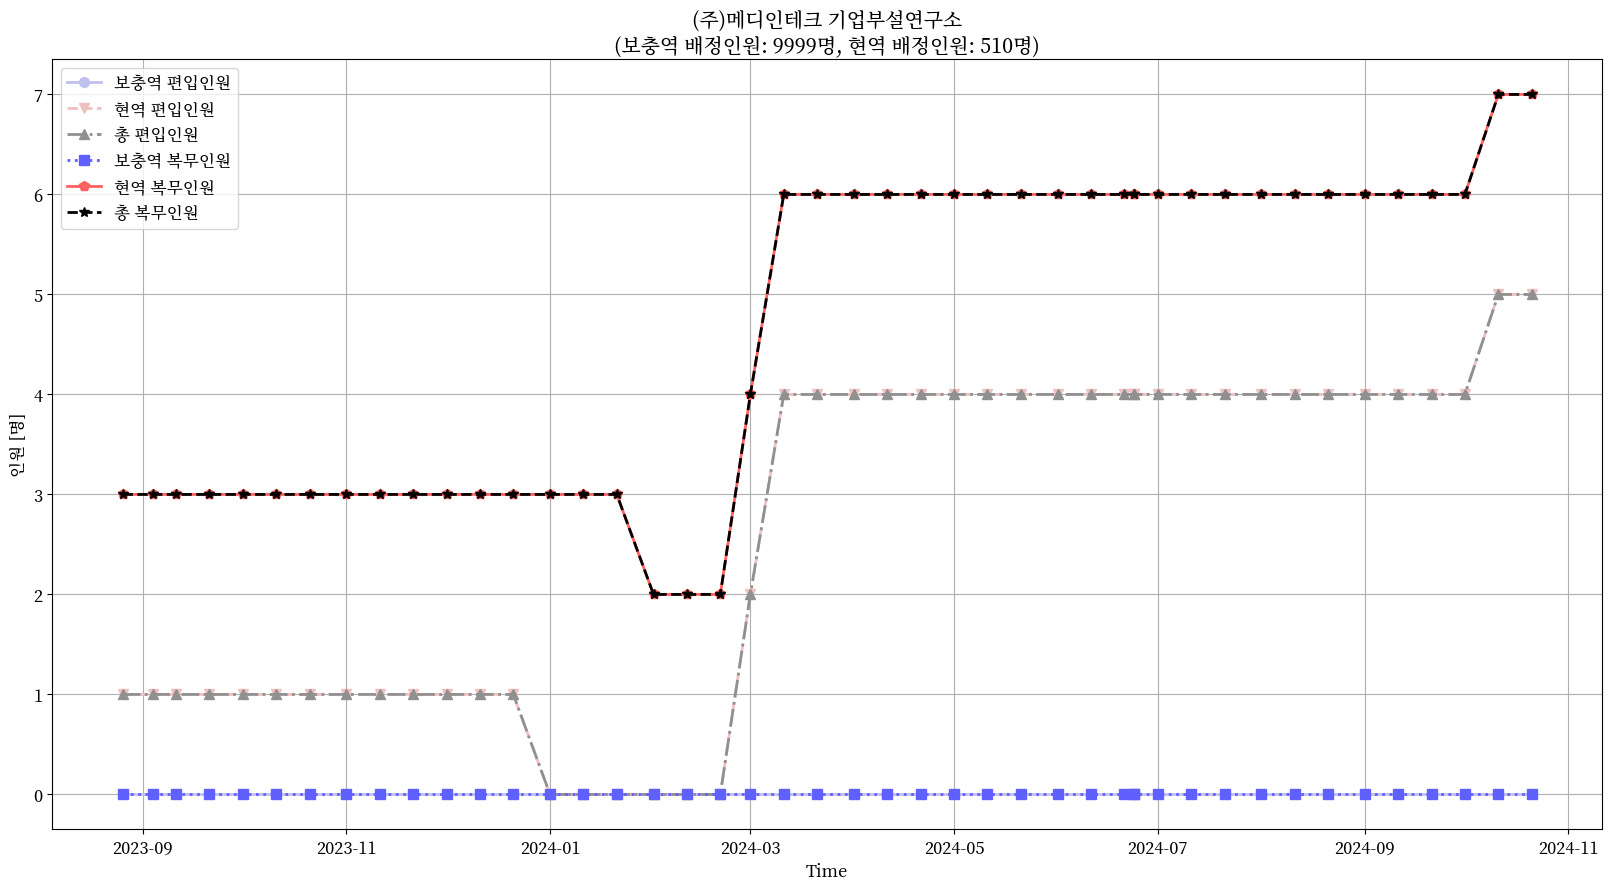 (주)메디인테크 기업부설연구소
(보충역 배정인원: 9999명, 현역 배정인원: 510명)
보충역 편입인원
현역 편입인원
총 편입인원
보충역 복무인원
현역 복무인원
총 복무인원
인원 [명]
7
6
5
4
3
2
1
0
2023-09
2023-11
2024-01
2024-03
2024-05
2024-07
2024-09
2024-11
Time